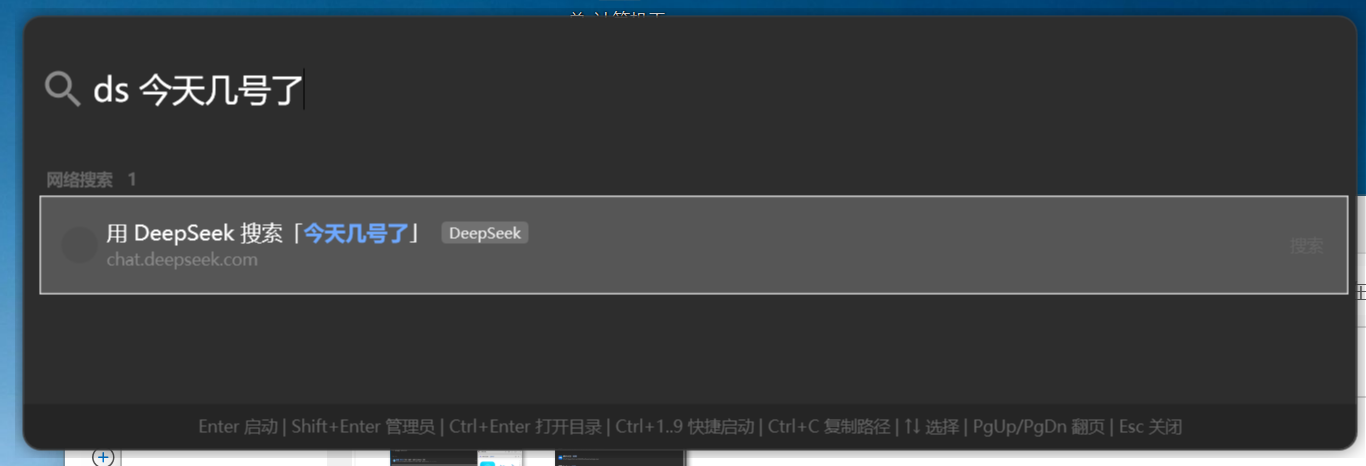 ds 今天几号了
网络搜索 1
用 DeepSeek 搜索「今天几号了」 DeepSeek
chat.deepseek.com
搜索
Enter 启动 | Shift+Enter 管理员 | Ctrl+Enter 打开目录 | Ctrl+1..9 快捷启动 | Ctrl+C 复制路径 | ↑↓ 选择 | PgUp/PgDn 翻页 | Esc 关闭